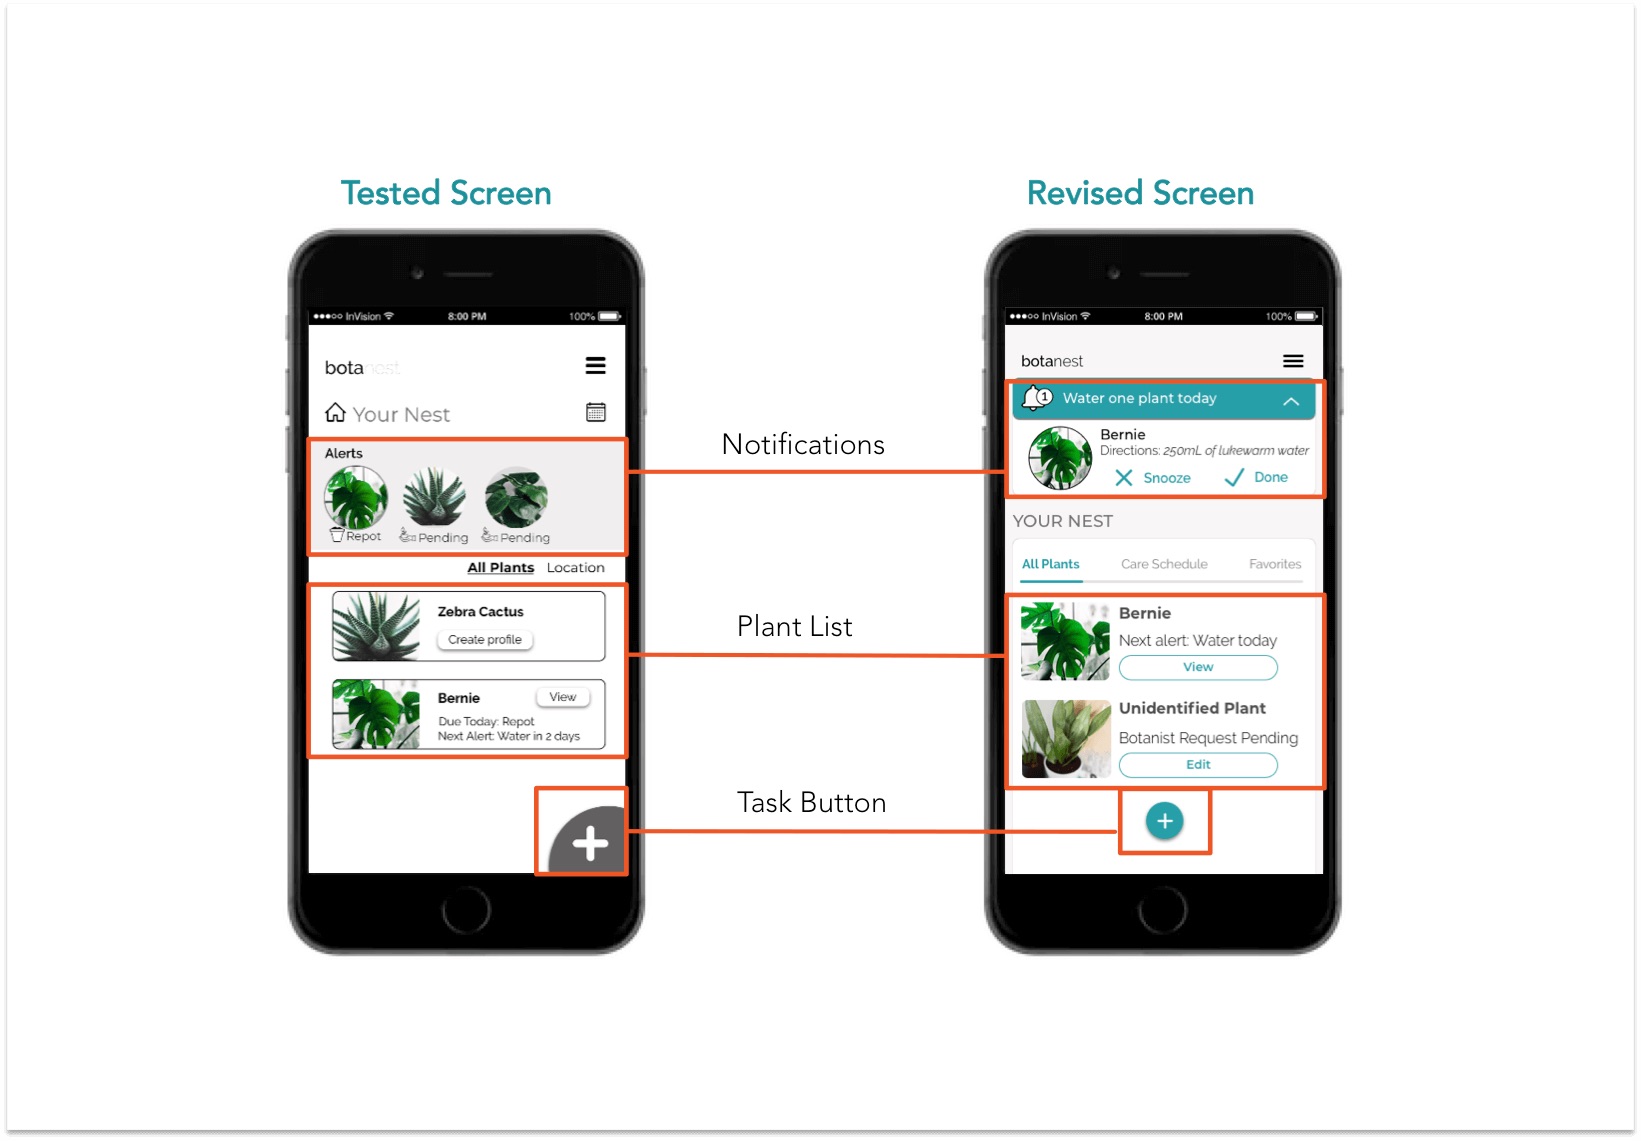 Tested Screen
Revised Screen
InVision
8:00 PM
100%
botanest
Your Nest
Alerts
Repot
Pending
Pending
All Plants Location
Zebra Cactus
Create profile
Bernie
View
Due Today: Repot
Next Alert: Water in 2 days
Notifications
Plant List
Task Button
InVision
8:00 PM
100%
botanest
1
Water one plant today
Bernie
Directions: 250mL of lukewarm water
Snooze
Done
YOUR NEST
All Plants Care Schedule Favorites
Bernie
Next alert: Water today
View
Unidentified Plant
Botanist Request Pending
Edit